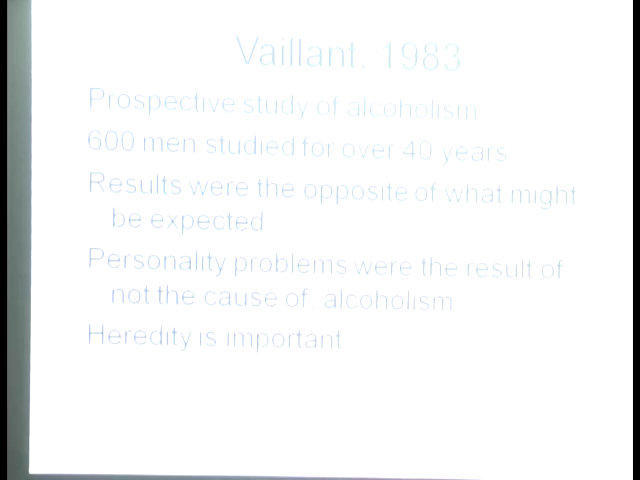 Vaillant. 1983
Prospective study of alcoholism
600 men studied for over 40 years
Results were the opposite of what might
be expected
Personality problems were the result of
not the cause of. alcoholism
Heredity is important